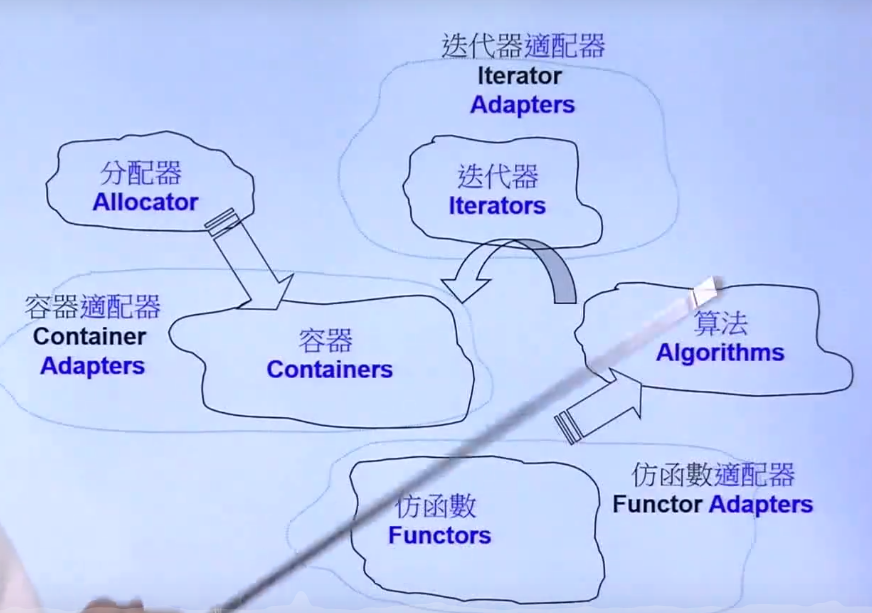 迭代器適配器
Iterator
Adapters
分配器
Allocator
迭代器
Iterators
容器適配器
Container
Adapters
容器
Containers
算法
Algorithms
仿函數適配器
Functor Adapters
仿函數
Functors